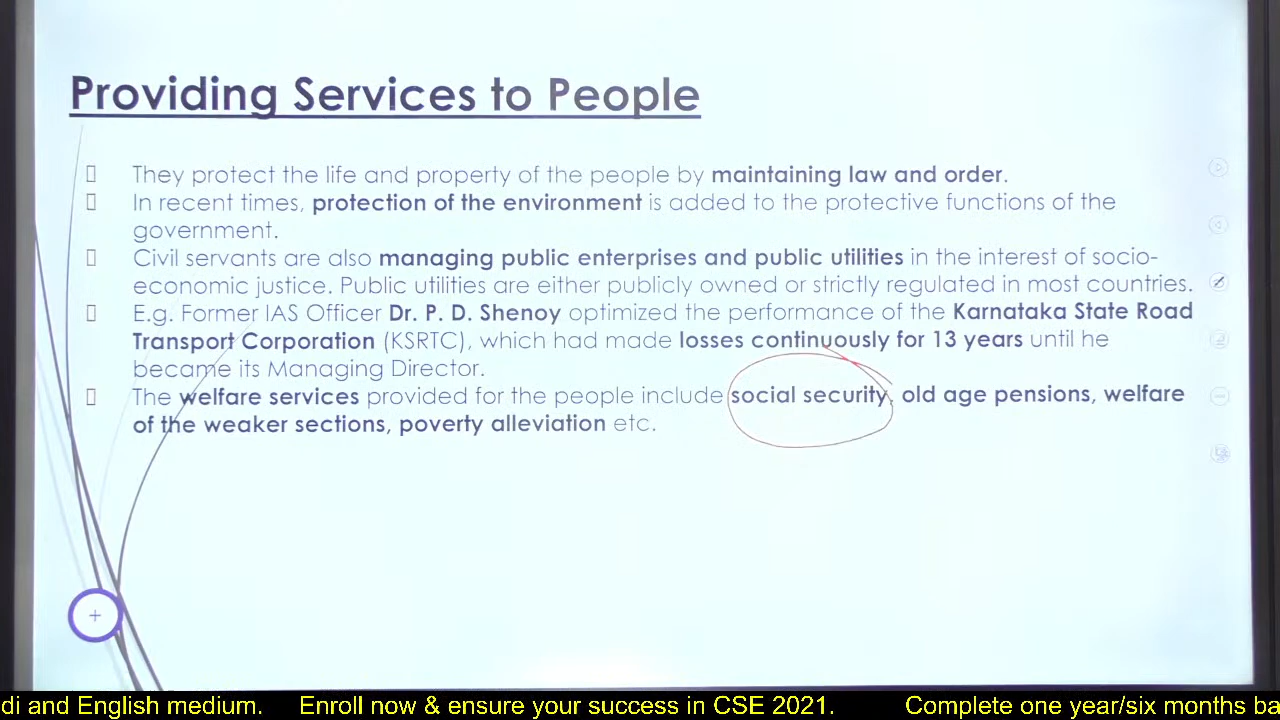 Providing Services to People
They protect the life and property of the people by maintaining law and order.
In recent times, protection of the environment is added to the protective functions of the
government.
Civil servants are also managing public enterprises and public utilities in the interest of socio-
economic justice. Public utilities are either publicly owned or strictly regulated in most countries.
E.g. Former IAS Officer Dr. P. D. Shenoy optimized the performance of the Karnataka State Road
Transport Corporation (KSRTC), which had made losses continuously for 13 years until he
became its Managing Director.
The welfare services provided for the people include social security, old age pensions, welfare
of the weaker sections, poverty alleviation etc.
di and English medium. Enroll now & ensure your success in CSE 2021. Complete one year/six months ba